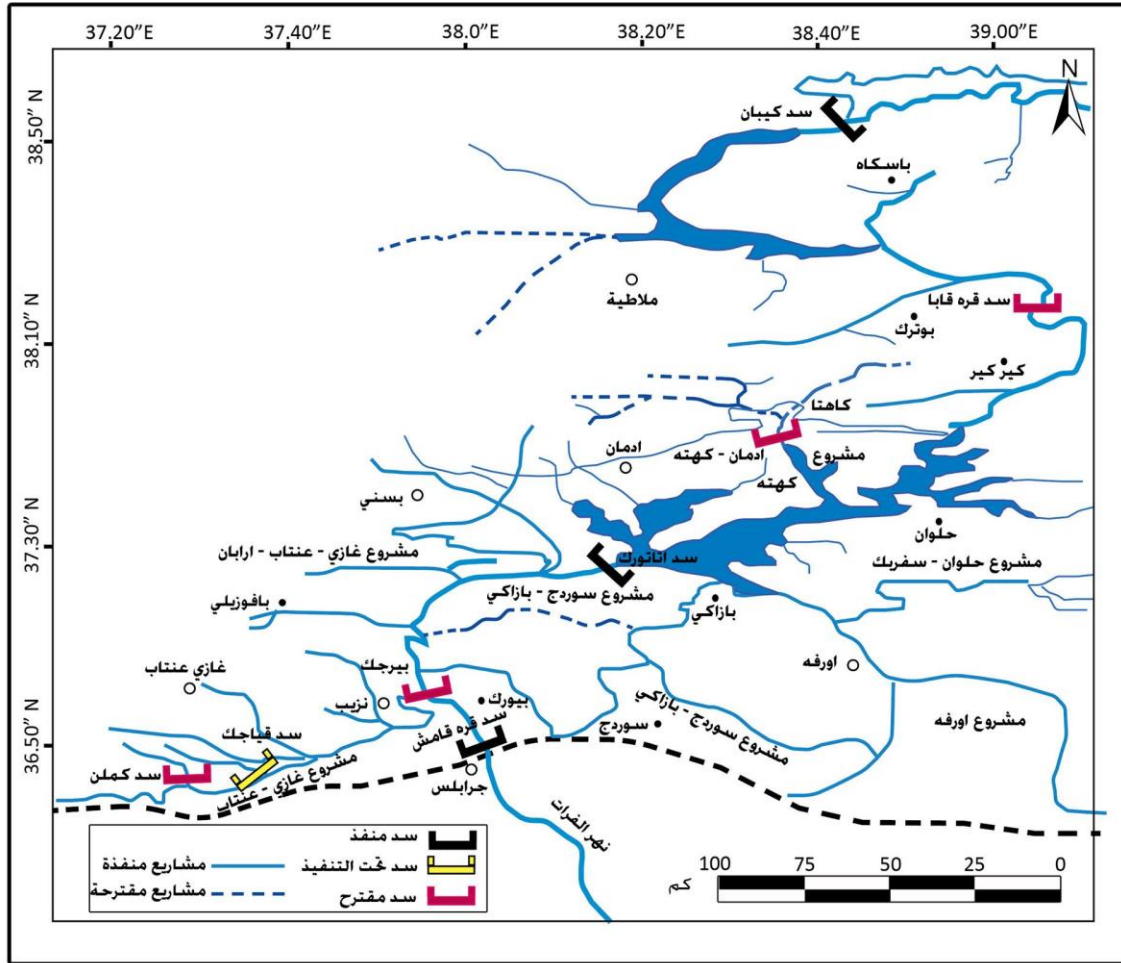 37.20″E
37.40″E
38.0″E
38.20″E
38.40″E
39.00″E
N
38.50″ N
38.10″ N
37.30″ N
36.50″ N
سد كيبان
باسكاه
ملاطية
سد قره قابا
بوترك
كير كير
كاهتا
ادمان
ادمان - كهته
مشروع
كهته
بسني
حلوان
مشروع غازي - عنتاب - ارابان
سد اتاتورك
مشروع حلوان - سفربك
مشروع سوردج - بازاكي
بافوزيلي
بازاكي
بيرجك
اورفه
غازي عنتاب
نزيب
بيورك
سد قره قامش
سوردج
مشروع سوردج - بازاكي
مشروع اورفه
سد قياجك
سد كملن
مشروع غازي - عنتاب
جرابلس
نهر الفرات
سد منفذ
سد تحت التنفيذ
سد مقترح
مشاريع منفذة
مشاريع مقترحة
100 75 50 25 0
كم